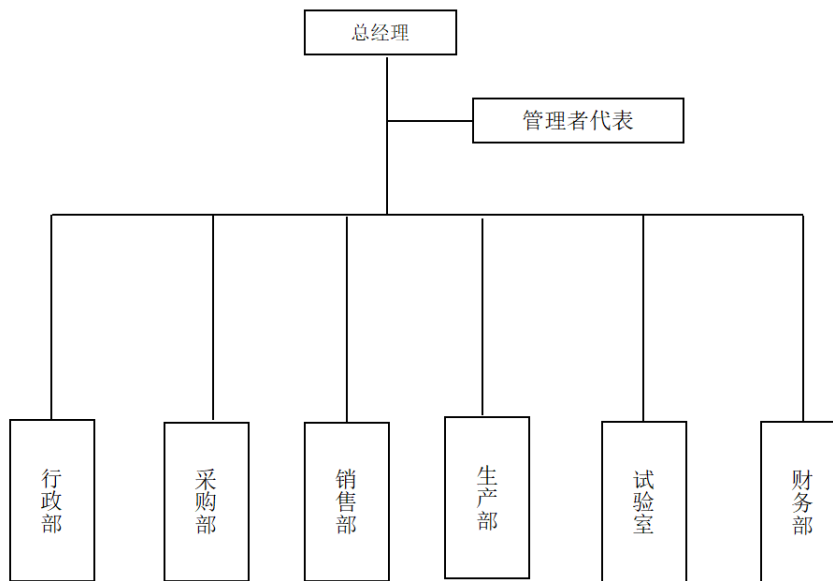 总经理
管理者代表
行政部
采购部
销售部
生产部
试验室
财务部